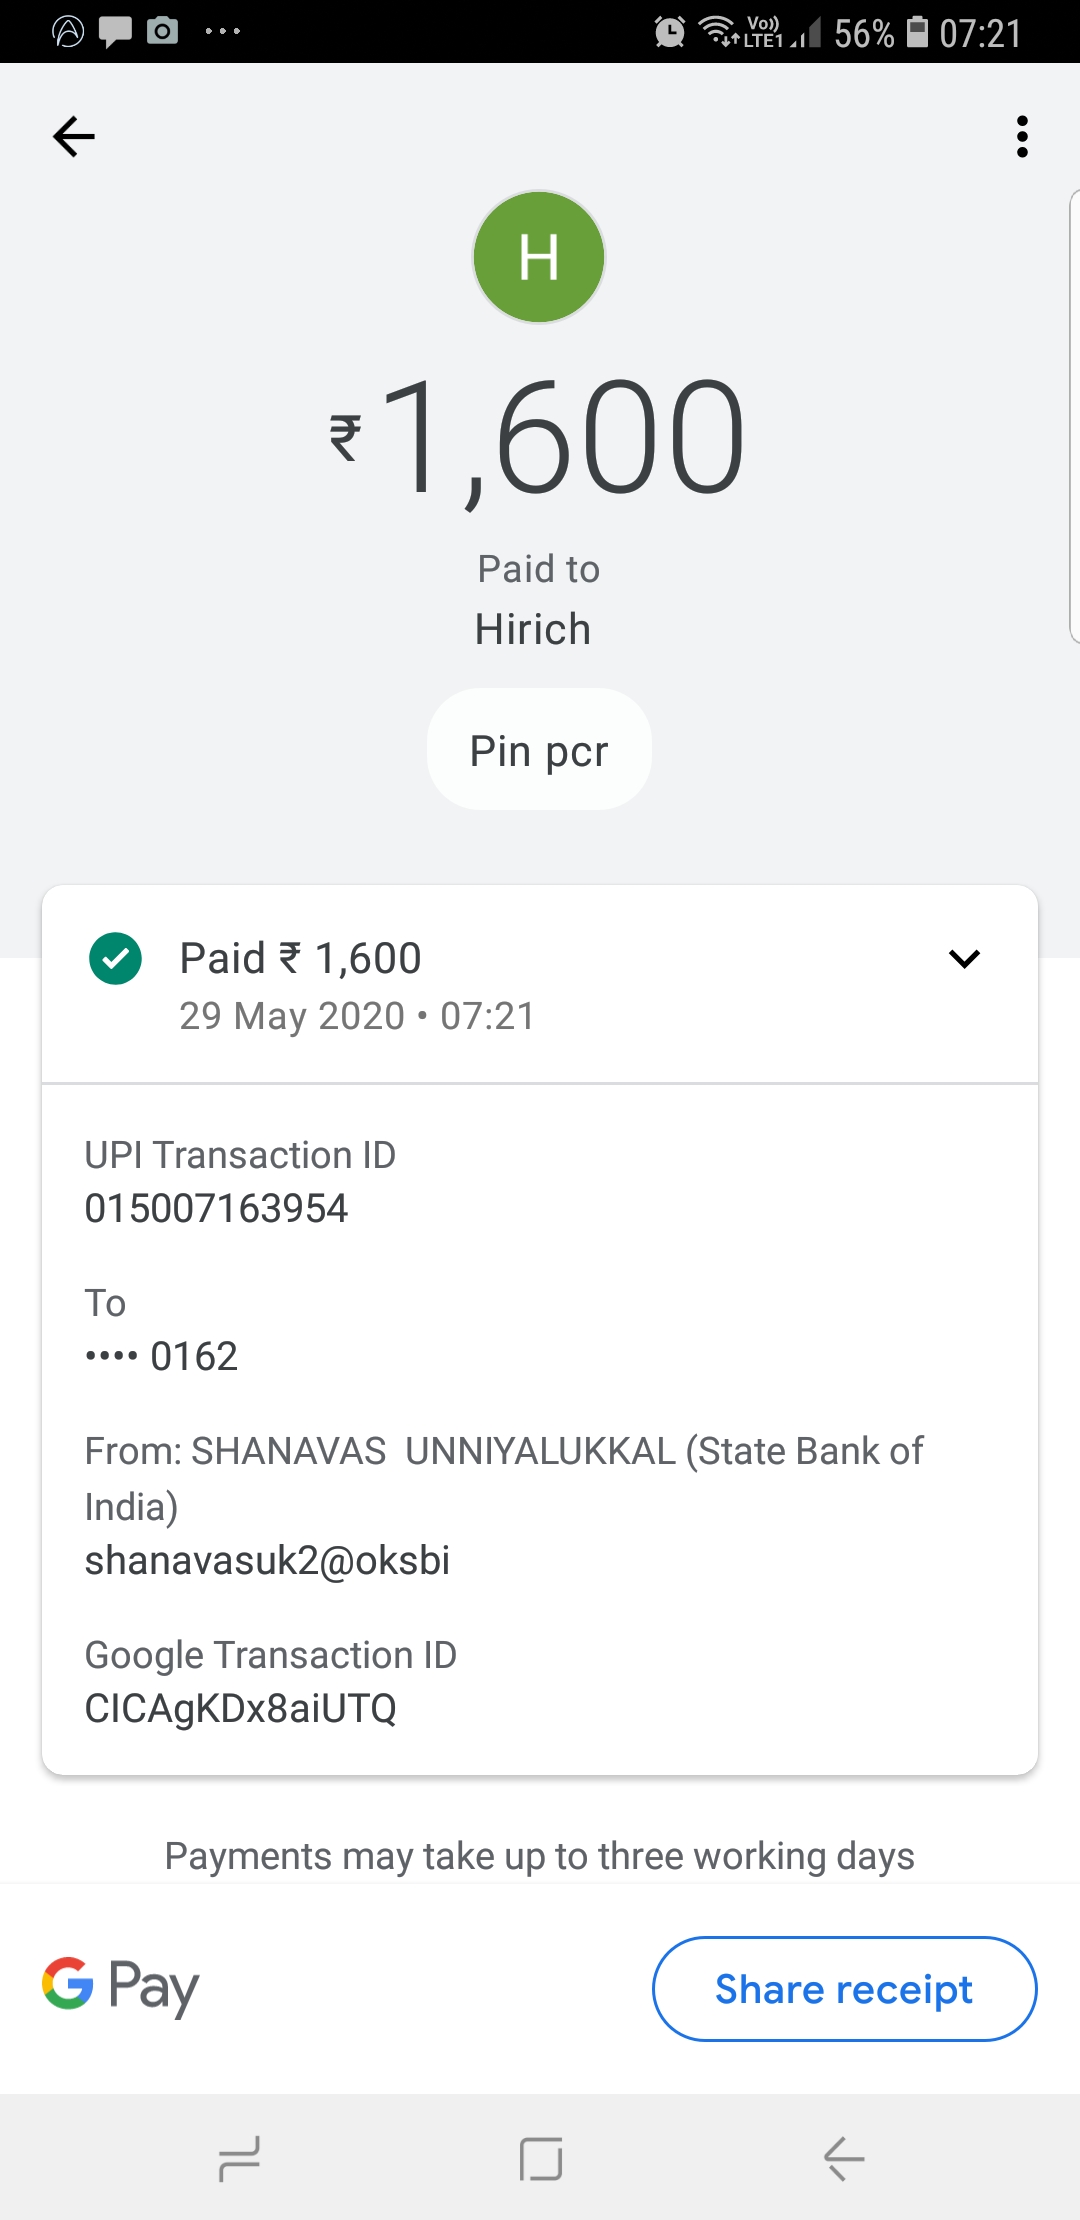 Vo))
LTE1
56%
07:21
H
₹1,600
Paid to
Hirich
Pin pcr
Paid ₹ 1,600
29 May 2020 • 07:21
UPI Transaction ID
015007163954
To
•••• 0162
From: SHANAVAS  UNNIYALUKKAL (State Bank of
India)
shanavasuk2@oksbi
Google Transaction ID
CICAgKDx8aiUTQ
Payments may take up to three working days
G Pay
Share receipt